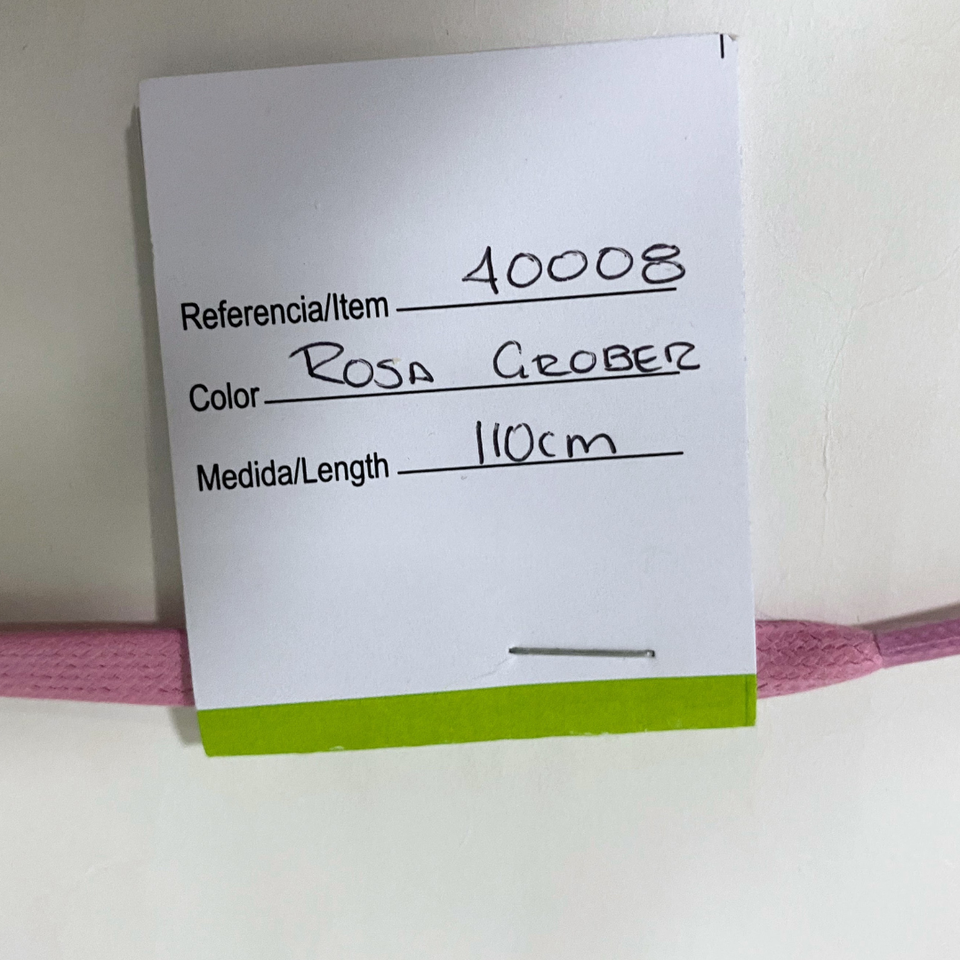 Referencia/Item 40008
Color ROSA GROBER
Medida/Length 110cm